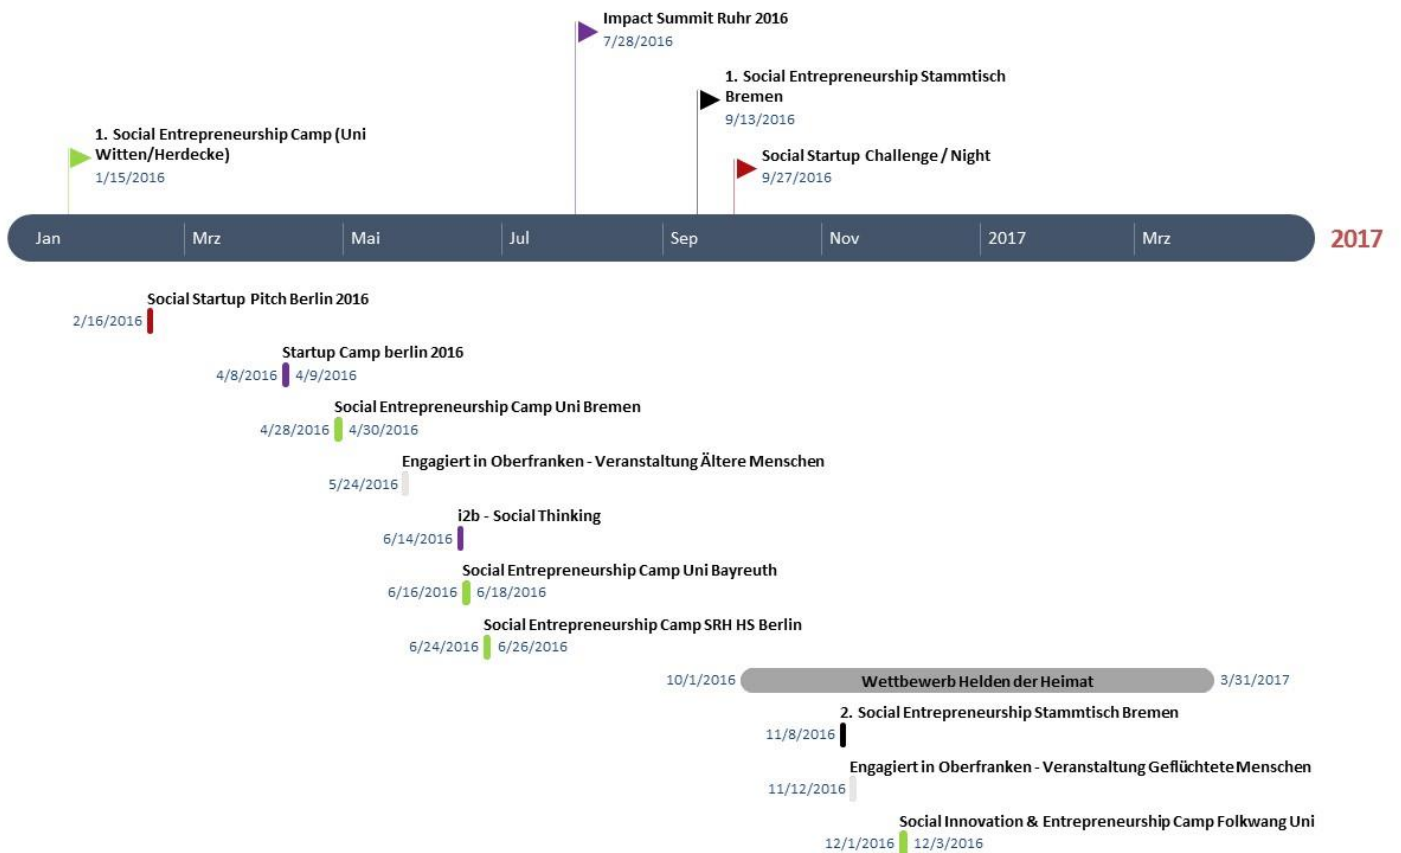 Impact Summit Ruhr 2016
7/28/2016
1. Social Entrepreneurship Stammtisch
Bremen
9/13/2016
1. Social Entrepreneurship Camp (Uni
Witten/Herdecke)
1/15/2016
Social Startup Challenge / Night
9/27/2016
Jan Mrz Mai Jul Sep Nov 2017 Mrz 2017
Social Startup Pitch Berlin 2016
2/16/2016
Startup Camp berlin 2016
4/8/2016 4/9/2016
Social Entrepreneurship Camp Uni Bremen
4/28/2016 4/30/2016
Engagiert in Oberfranken - Veranstaltung Ältere Menschen
5/24/2016
i2b - Social Thinking
6/14/2016
Social Entrepreneurship Camp Uni Bayreuth
6/16/2016 6/18/2016
Social Entrepreneurship Camp SRH HS Berlin
6/24/2016 6/26/2016
10/1/2016 Wettbewerb Helden der Heimat 3/31/2017
2. Social Entrepreneurship Stammtisch Bremen
11/8/2016
Engagiert in Oberfranken - Veranstaltung Geflüchtete Menschen
11/12/2016
Social Innovation & Entrepreneurship Camp Folkwang Uni
12/1/2016 12/3/2016